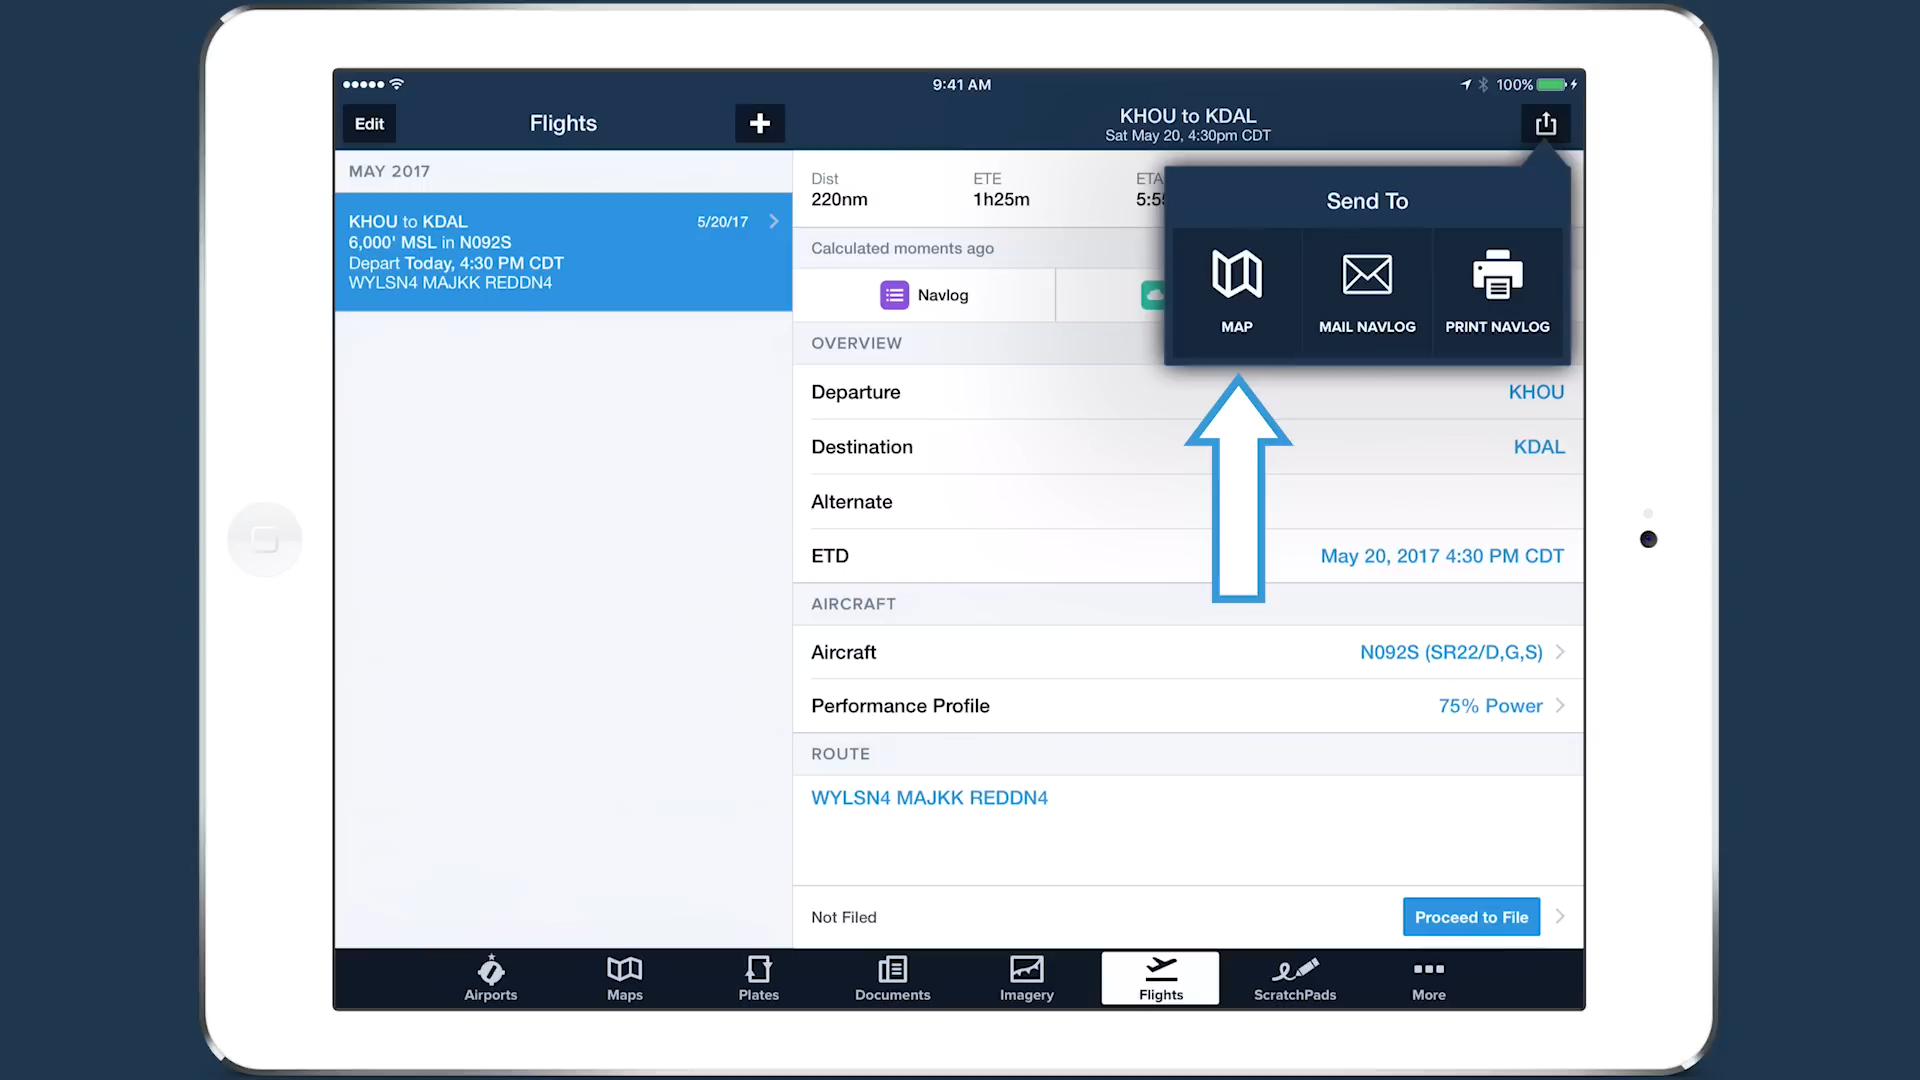 9:41 AM
100%
Edit
Flights
KHOU to KDAL
Sat May 20, 4:30pm CDT
MAY 2017
KHOU to KDAL 5/20/17
6,000' MSL in N092S
Depart Today, 4:30 PM CDT
WYLSN4 MAJKK REDDN4
Dist ETE ETA
220nm 1h25m
Calculated moments ago
Navlog
Send To
MAP MAIL NAVLOG PRINT NAVLOG
OVERVIEW
Departure KHOU
Destination KDAL
Alternate
ETD May 20, 2017 4:30 PM CDT
AIRCRAFT
Aircraft N092S (SR22/D,G,S)
Performance Profile 75% Power
ROUTE
WYLSN4 MAJKK REDDN4
Not Filed Proceed to File
Airports Maps Plates Documents Imagery Flights ScratchPads More